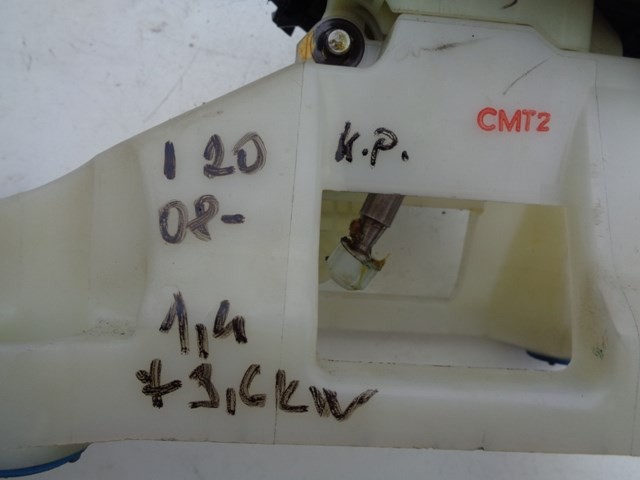 I 20 K.P.
CMT2
08-
1,4
73,6KW